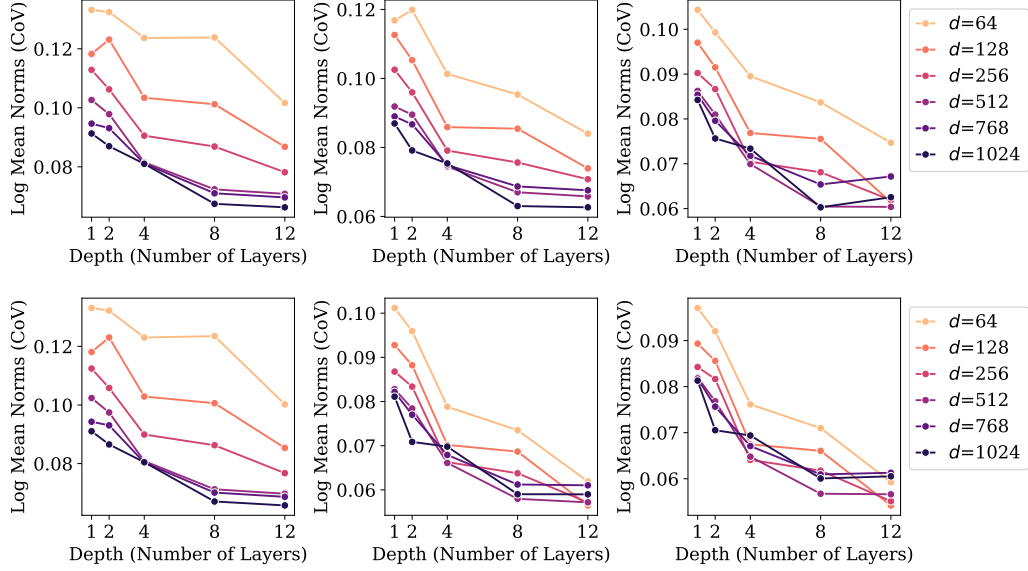 Log Mean Norms (CoV)
0.12
0.10
0.08
1 2 4 8 12
Depth (Number of Layers)
Log Mean Norms (CoV)
0.12
0.10
0.08
0.06
1 2 4 8 12
Depth (Number of Layers)
Log Mean Norms (CoV)
0.10
0.09
0.08
0.07
0.06
1 2 4 8 12
Depth (Number of Layers)
d=64
d=128
d=256
d=512
d=768
d=1024
Log Mean Norms (CoV)
0.12
0.10
0.08
1 2 4 8 12
Depth (Number of Layers)
Log Mean Norms (CoV)
0.10
0.09
0.08
0.07
0.06
1 2 4 8 12
Depth (Number of Layers)
Log Mean Norms (CoV)
0.09
0.08
0.07
0.06
1 2 4 8 12
Depth (Number of Layers)
d=64
d=128
d=256
d=512
d=768
d=1024